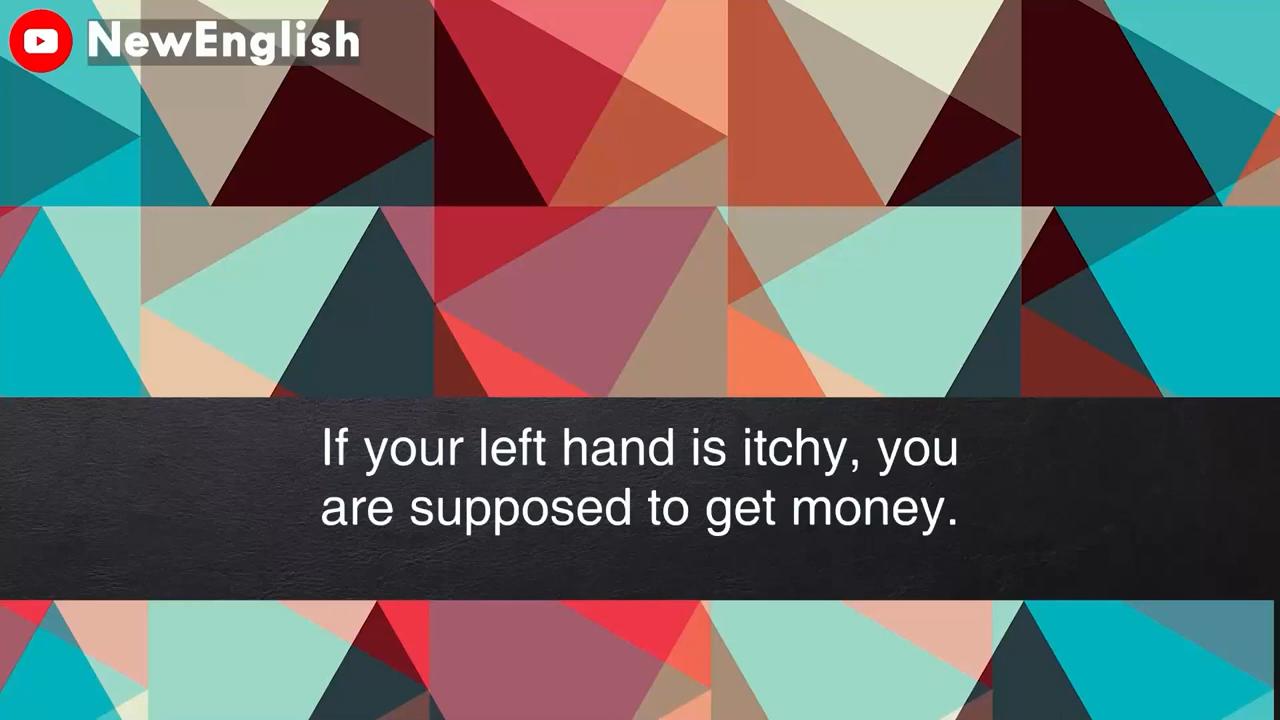 NewEnglish
If your left hand is itchy, you
are supposed to get money.